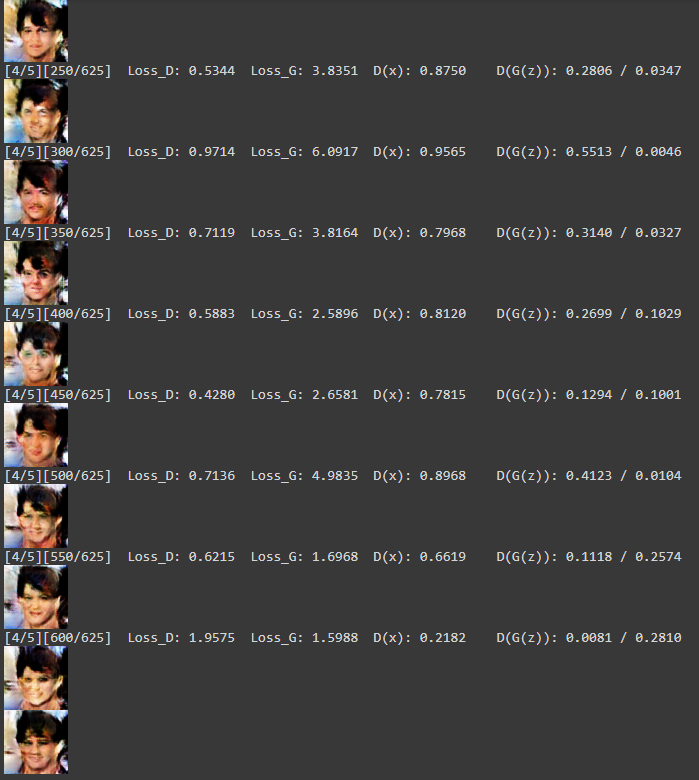 [4/5][250/625] Loss_D: 0.5344 Loss_G: 3.8351 D(x): 0.8750 D(G(z)): 0.2806 / 0.0347
[4/5][300/625] Loss_D: 0.9714 Loss_G: 6.0917 D(x): 0.9565 D(G(z)): 0.5513 / 0.0046
[4/5][350/625] Loss_D: 0.7119 Loss_G: 3.8164 D(x): 0.7968 D(G(z)): 0.3140 / 0.0327
[4/5][400/625] Loss_D: 0.5883 Loss_G: 2.5896 D(x): 0.8120 D(G(z)): 0.2699 / 0.1029
[4/5][450/625] Loss_D: 0.4280 Loss_G: 2.6581 D(x): 0.7815 D(G(z)): 0.1294 / 0.1001
[4/5][500/625] Loss_D: 0.7136 Loss_G: 4.9835 D(x): 0.8968 D(G(z)): 0.4123 / 0.0104
[4/5][550/625] Loss_D: 0.6215 Loss_G: 1.6968 D(x): 0.6619 D(G(z)): 0.1118 / 0.2574
[4/5][600/625] Loss_D: 1.9575 Loss_G: 1.5988 D(x): 0.2182 D(G(z)): 0.0081 / 0.2810